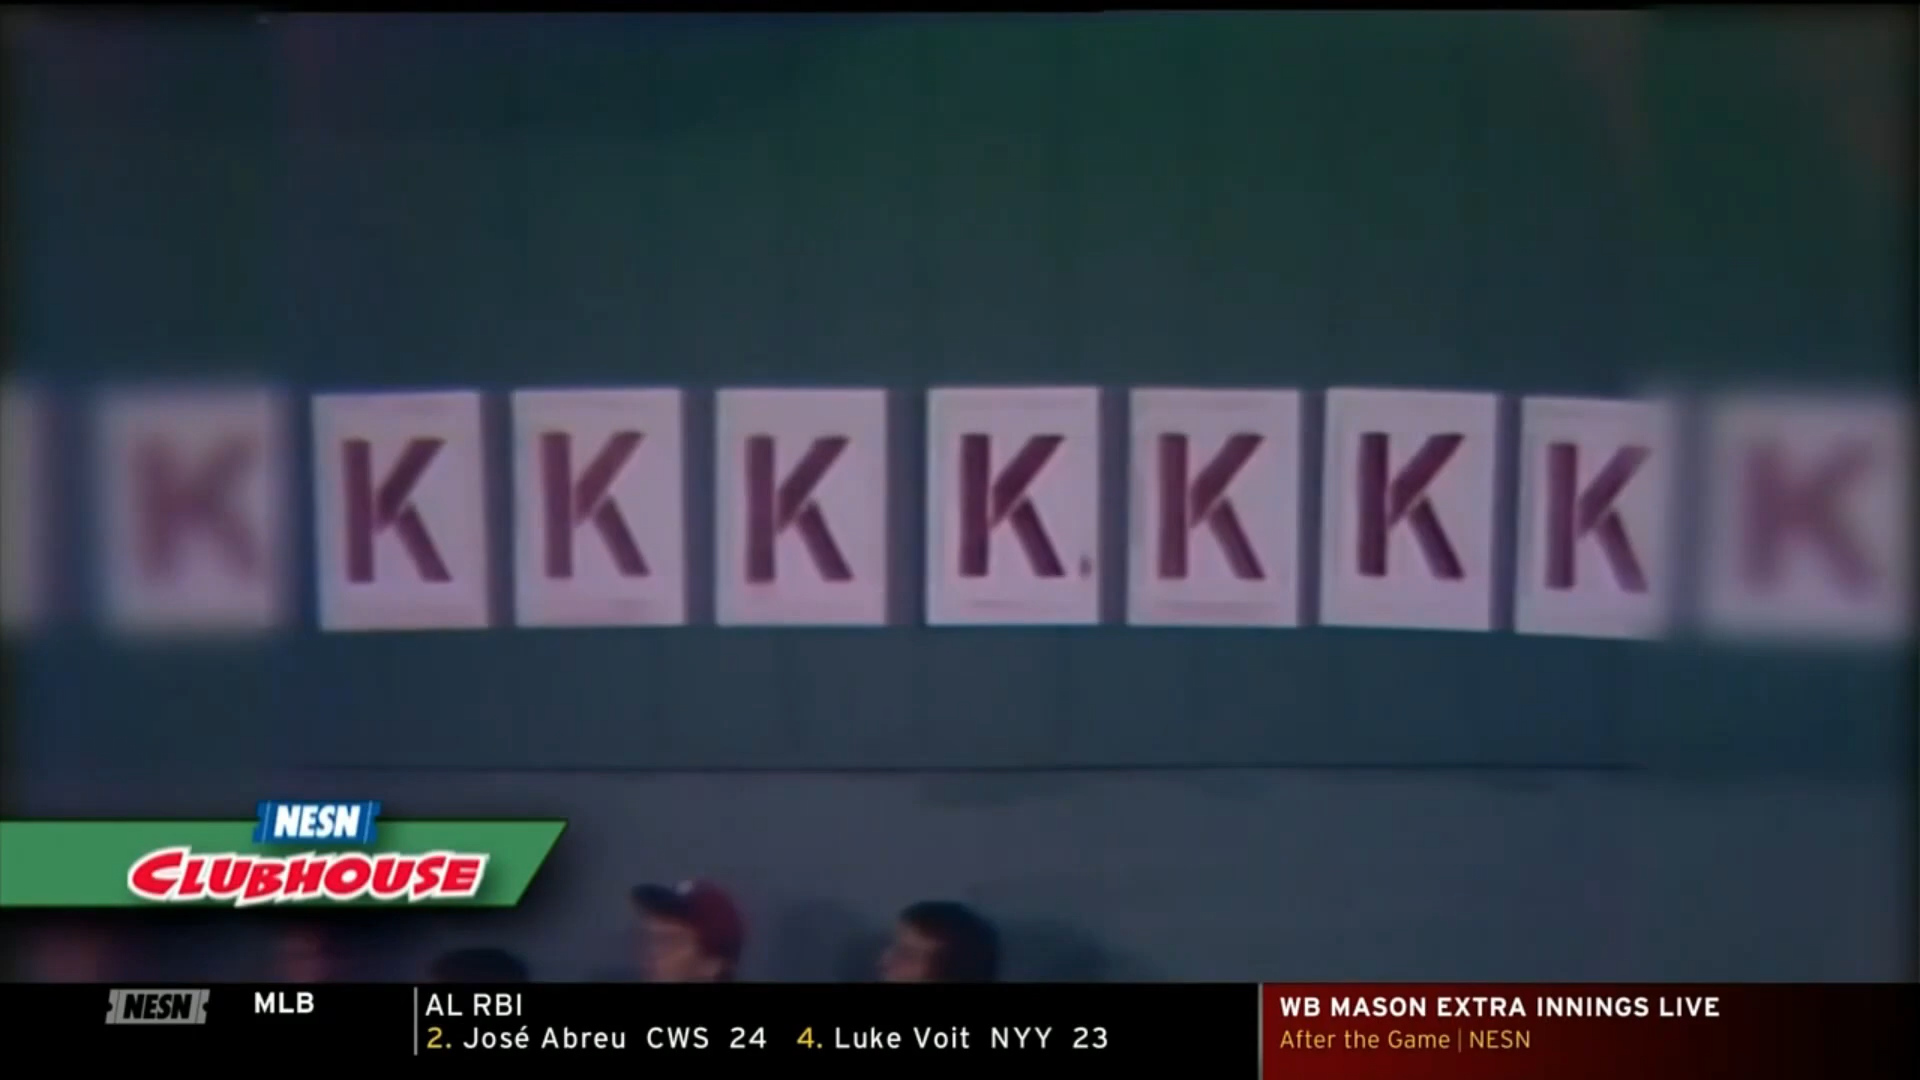 K K K K K K K K K
NESN
CLUBHOUSE
NESN MLB
AL RBI
2. José Abreu CWS 24 4. Luke Voit NYY 23
WB MASON EXTRA INNINGS LIVE
After the Game | NESN